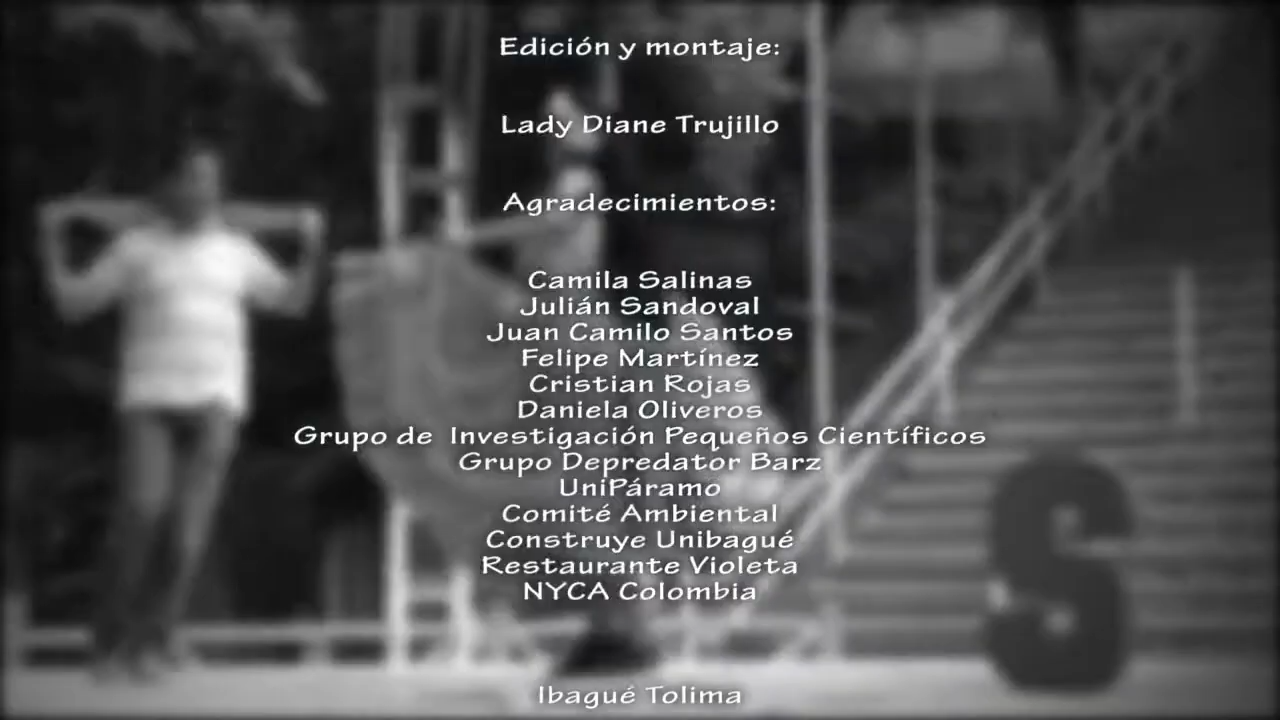 Edición y montaje:
Lady Diane Trujillo
Agradecimientos:
Camila Salinas
Julián Sandoval
Juan Camilo Santos
Felipe Martínez
Cristian Rojas
Daniela Oliveros
Grupo de Investigación Pequeños Científicos
Grupo Depredator Barz
UniPáramo
Comité Ambiental
Construye Unibagué
Restaurante Violeta
NYCA Colombia
S
Ibagué Tolima